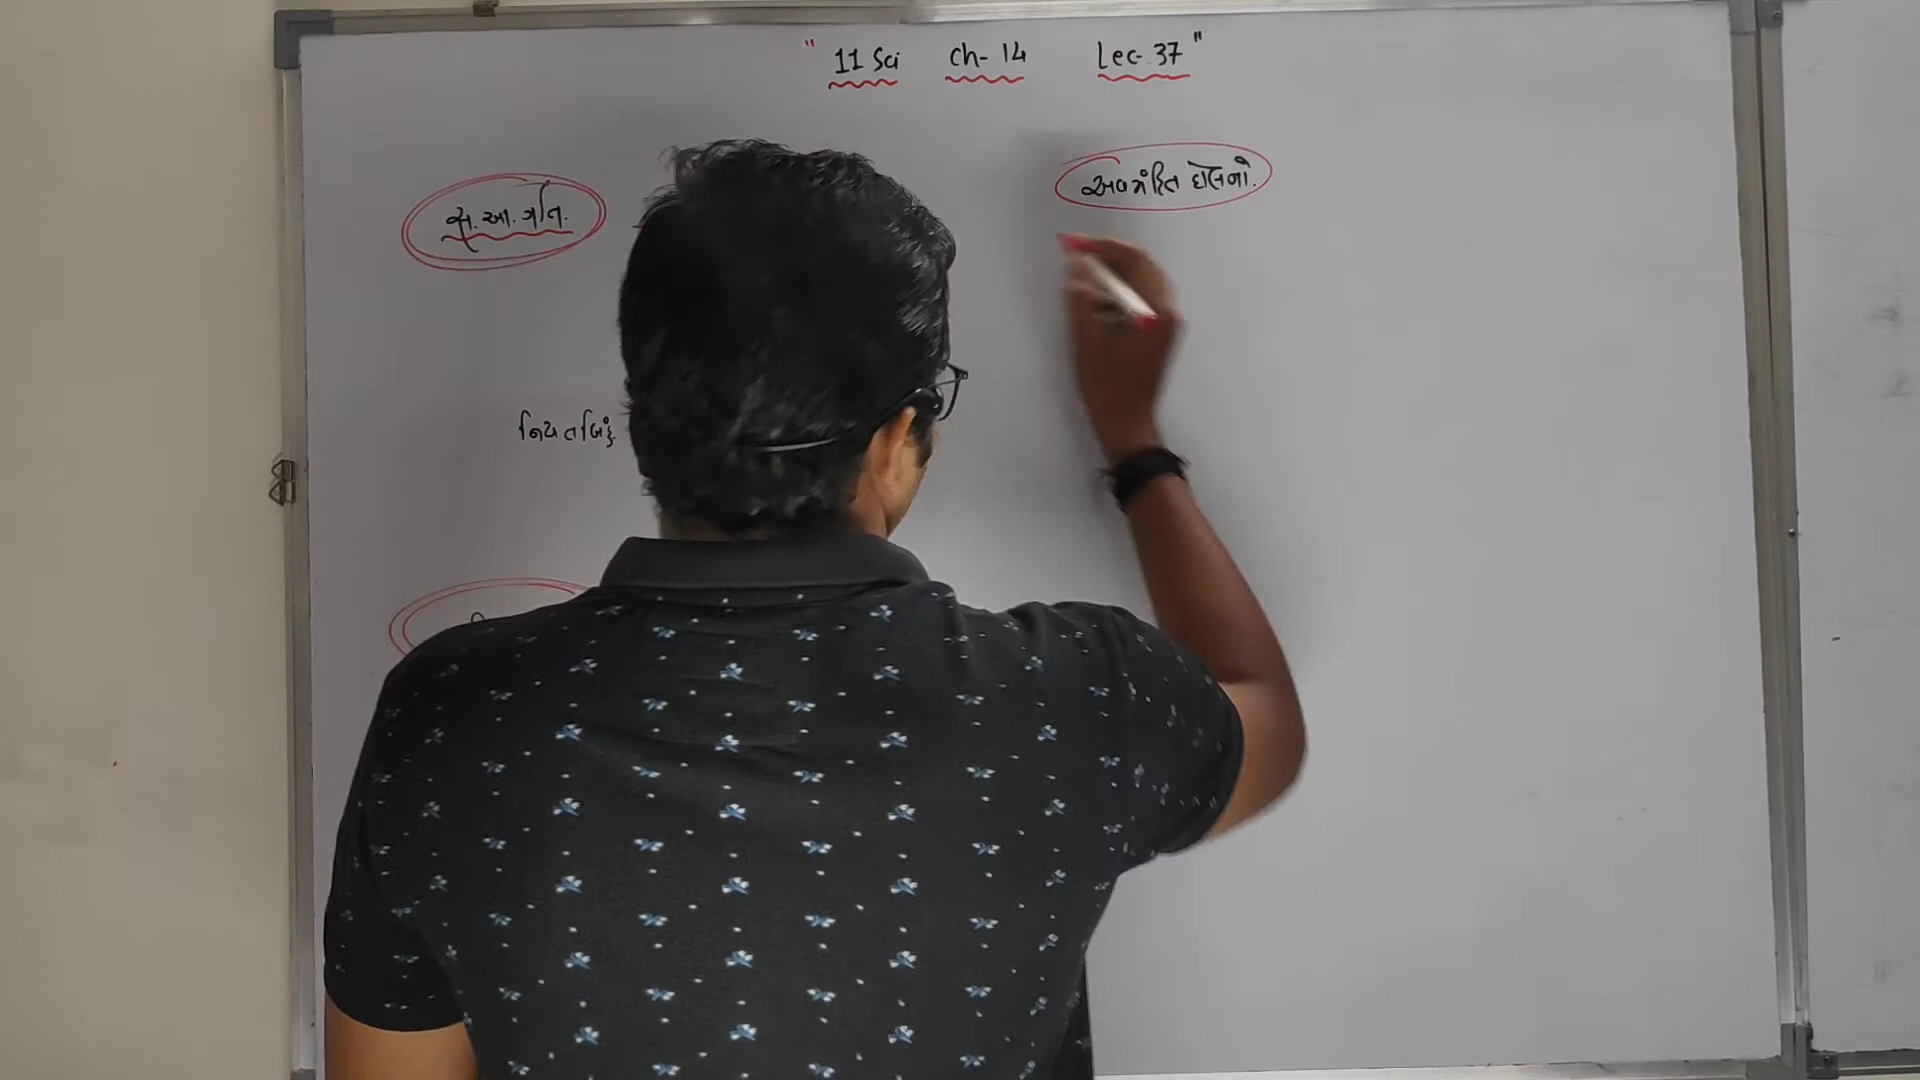 " 11 Sci Ch- 14 Lec- 37 "
સ.આ.ગતિ.
અવમંદિત દોલનો.
નિયતબિંદુ.